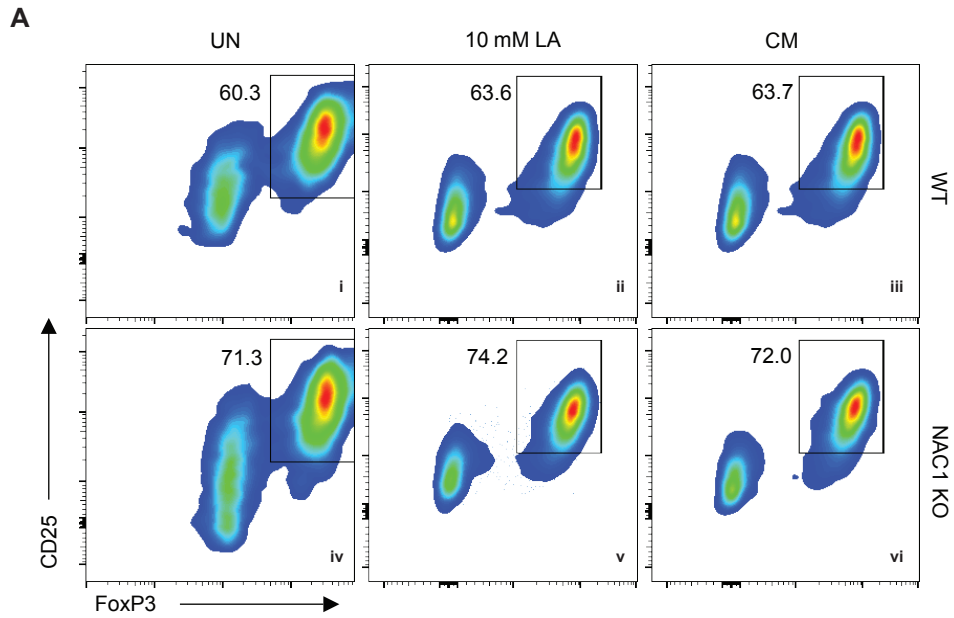 A
UN
10 mM LA
CM
60.3
i
63.6
ii
63.7
iii
WT
71.3
iv
74.2
v
72.0
vi
NAC1 KO
CD25
FoxP3